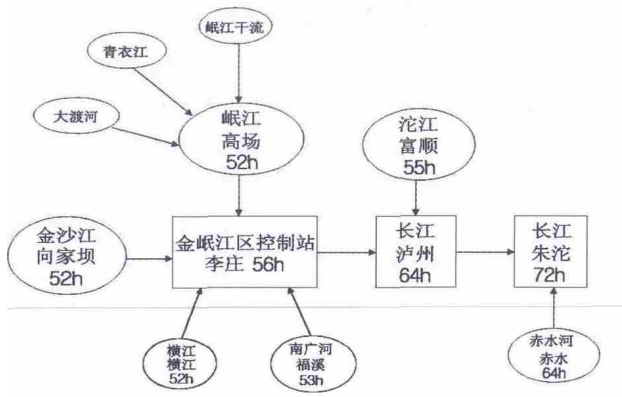 岷江干流
青衣江
大渡河
岷江
高场
52h
沱江
富顺
55h
金沙江
向家坝
52h
金岷江区控制站
李庄 56h
长江
泸州
64h
长江
朱沱
72h
横江
横江
52h
南广河
福溪
53h
赤水河
赤水
64h